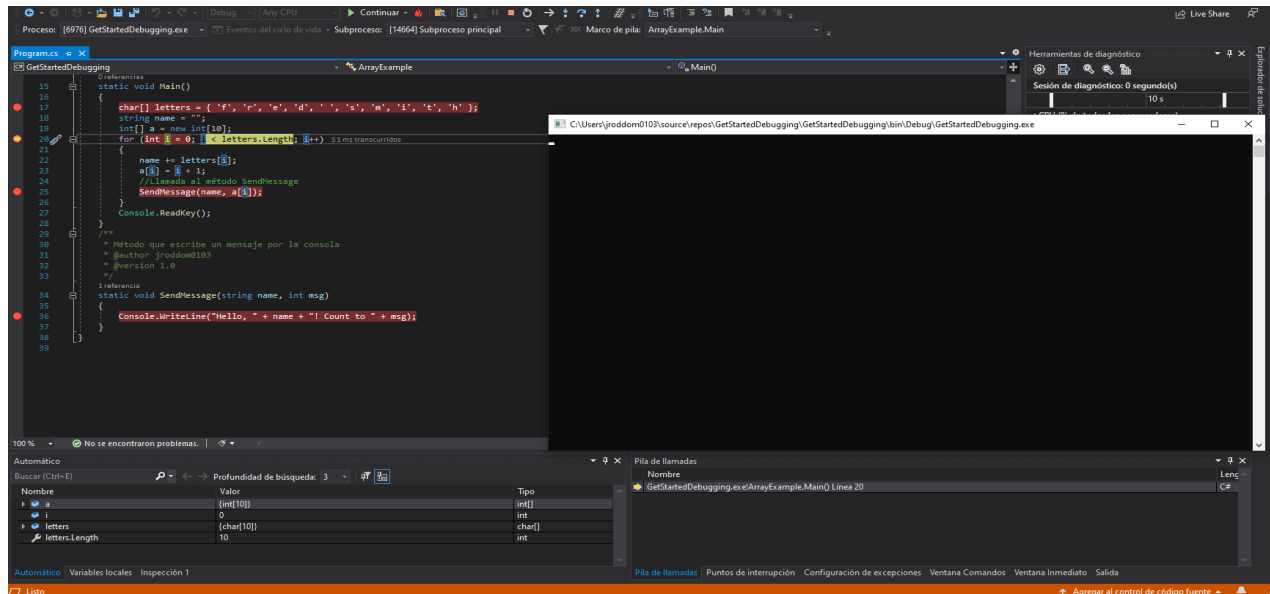 Debug Any CPU Continuar Live Share
Proceso: [6976] GetStartedDebugging.exe Eventos del ciclo de vida Subproceso: [14664] Subproceso principal Marco de pila: ArrayExample.Main
Program.cs
GetStartedDebugging ArrayExample Main()
0 referencias
15 static void Main()
16 {
17 char[] letters = { 'f', 'r', 'e', 'd', ' ', 's', 'm', 'i', 't', 'h' };
18 string name = "";
19 int[] a = new int[10];
20 for (int i = 0; i < letters.Length; i++) ≤ 1 ms transcurridos
21 {
22 name += letters[i];
23 a[i] = i + 1;
24 //Llamada al método SendMessage
25 SendMessage(name, a[i]);
26 }
27 Console.ReadKey();
28 }
29 /**
30 * Método que escribe un mensaje por la consola
31 * @author jroddom0103
32 * @version 1.0
33 */
1 referencia
34 static void SendMessage(string name, int msg)
35 {
36 Console.WriteLine("Hello, " + name + "! Count to " + msg);
37 }
38 }
39
100 % No se encontraron problemas.
Herramientas de diagnóstico
Sesión de diagnóstico: 0 segundo(s)
10 s
C:\Users\jroddom0103\source\repos\GetStartedDebugging\GetStartedDebugging\bin\Debug\GetStartedDebugging.exe
Automático
Buscar (Ctrl+E) Profundidad de búsqueda: 3
Nombre Valor Tipo
a {int[10]} int[]
i 0 int
letters {char[10]} char[]
letters.Length 10 int
Automático Variables locales Inspección 1
Pila de llamadas
Nombre Leng
GetStartedDebugging.exe!ArrayExample.Main() Línea 20 C#
Pila de llamadas Puntos de interrupción Configuración de excepciones Ventana Comandos Ventana Inmediato Salida
Listo Agregar al control de código fuente